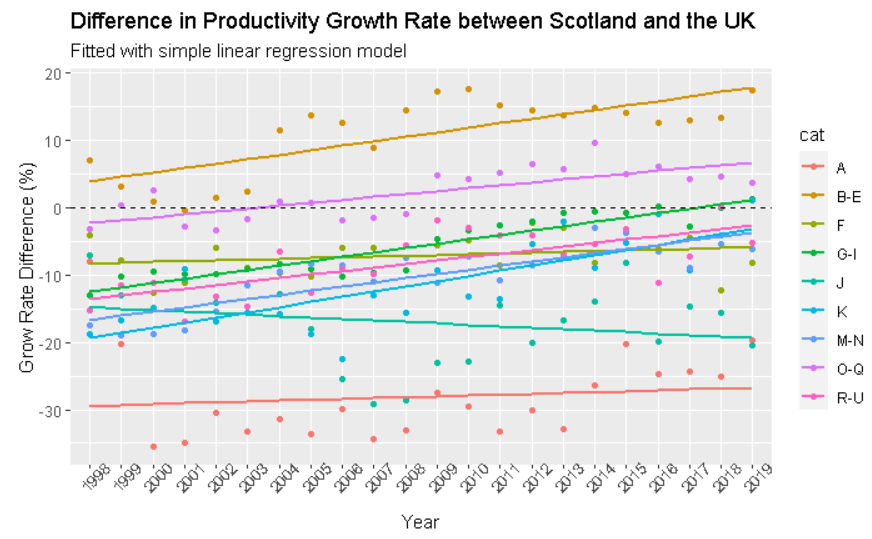 Difference in Productivity Growth Rate between Scotland and the UK
Fitted with simple linear regression model
Grow Rate Difference (%)
20
10
0
-10
-20
-30
1998 1999 2000 2001 2002 2003 2004 2005 2006 2007 2008 2009 2010 2011 2012 2013 2014 2015 2016 2017 2018 2019
Year
cat
A
B-E
F
G-I
J
K
M-N
O-Q
R-U